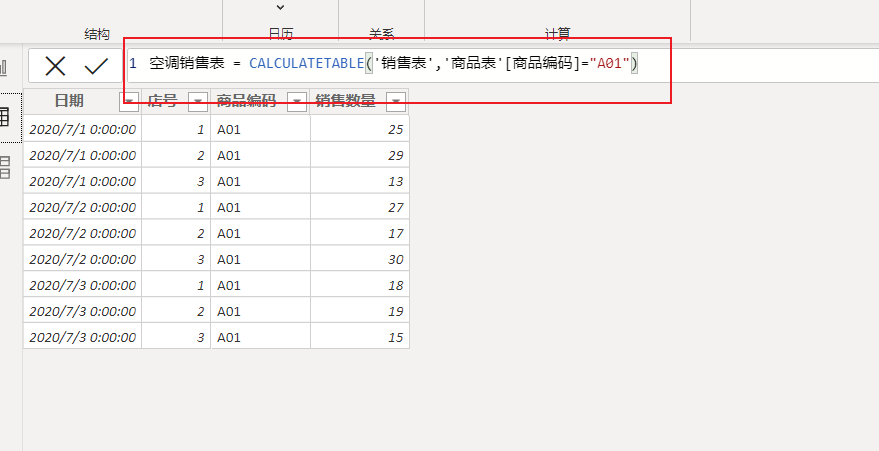 结构 日历 关系 计算
1 空调销售表 = CALCULATETABLE('销售表','商品表'[商品编码]="A01")
日期 店号 商品编码 销售数量
2020/7/1 0:00:00 1 A01 25
2020/7/1 0:00:00 2 A01 29
2020/7/1 0:00:00 3 A01 13
2020/7/2 0:00:00 1 A01 27
2020/7/2 0:00:00 2 A01 17
2020/7/2 0:00:00 3 A01 30
2020/7/3 0:00:00 1 A01 18
2020/7/3 0:00:00 2 A01 19
2020/7/3 0:00:00 3 A01 15